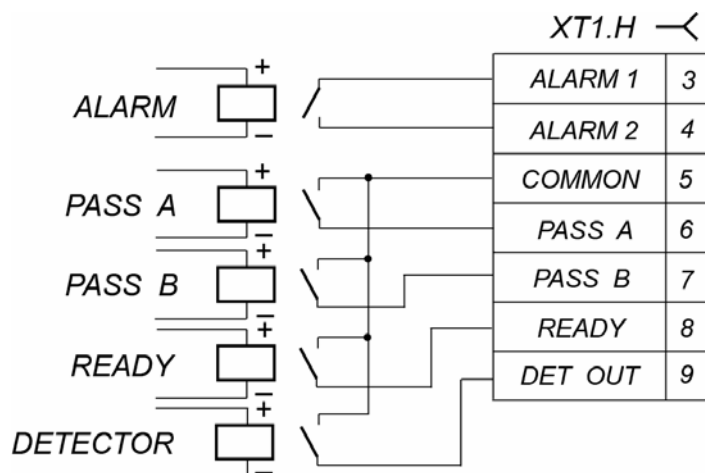 XT1.H
+
ALARM 1 3
ALARM
–
ALARM 2 4
+
COMMON 5
PASS A
–
PASS A 6
+
PASS B
PASS B 7
–
+
READY 8
READY
DET OUT 9
–
+
DETECTOR
–